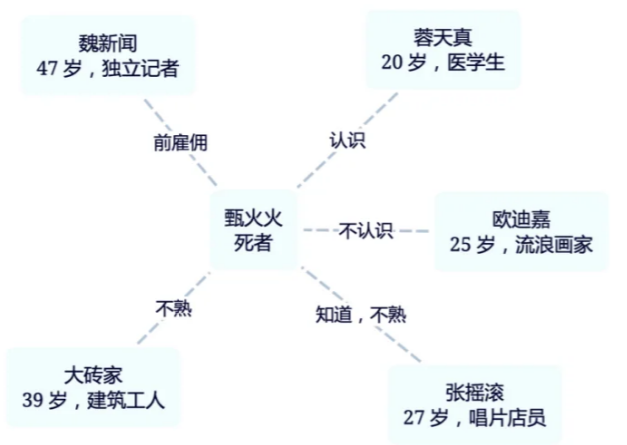 魏新闻
47 岁，独立记者
蓉天真
20 岁，医学生
前雇佣
认识
甄火火
死者
不认识
欧迪嘉
25 岁，流浪画家
不熟
知道，不熟
大砖家
39 岁，建筑工人
张摇滚
27 岁，唱片店员